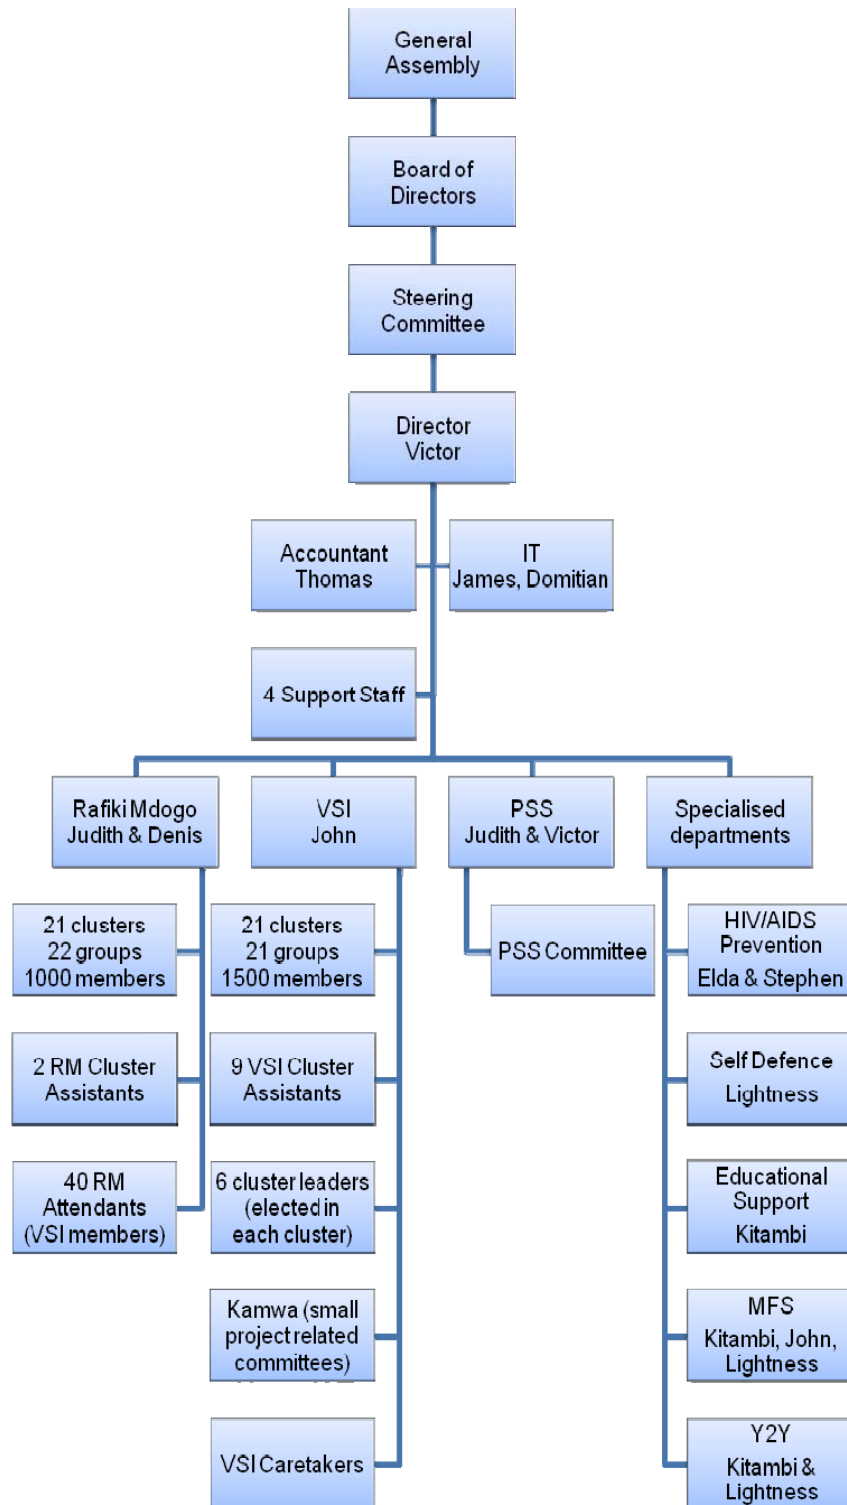 General
Assembly
Board of
Directors
Steering
Committee
Director
Victor
Accountant
Thomas
IT
James, Domitian
4 Support Staff
Rafiki Mdogo
Judith & Denis
VSI
John
PSS
Judith & Victor
Specialised
departments
21 clusters
22 groups
1000 members
21 clusters
21 groups
1500 members
PSS Committee
HIV/AIDS
Prevention
Elda & Stephen
2 RM Cluster
Assistants
9 VSI Cluster
Assistants
Self Defence
Lightness
40 RM
Attendants
(VSI members)
6 cluster leaders
(elected in
each cluster)
Educational
Support
Kitambi
Kamwa (small
project related
committees)
MFS
Kitambi, John,
Lightness
VSI Caretakers
Y2Y
Kitambi &
Lightness